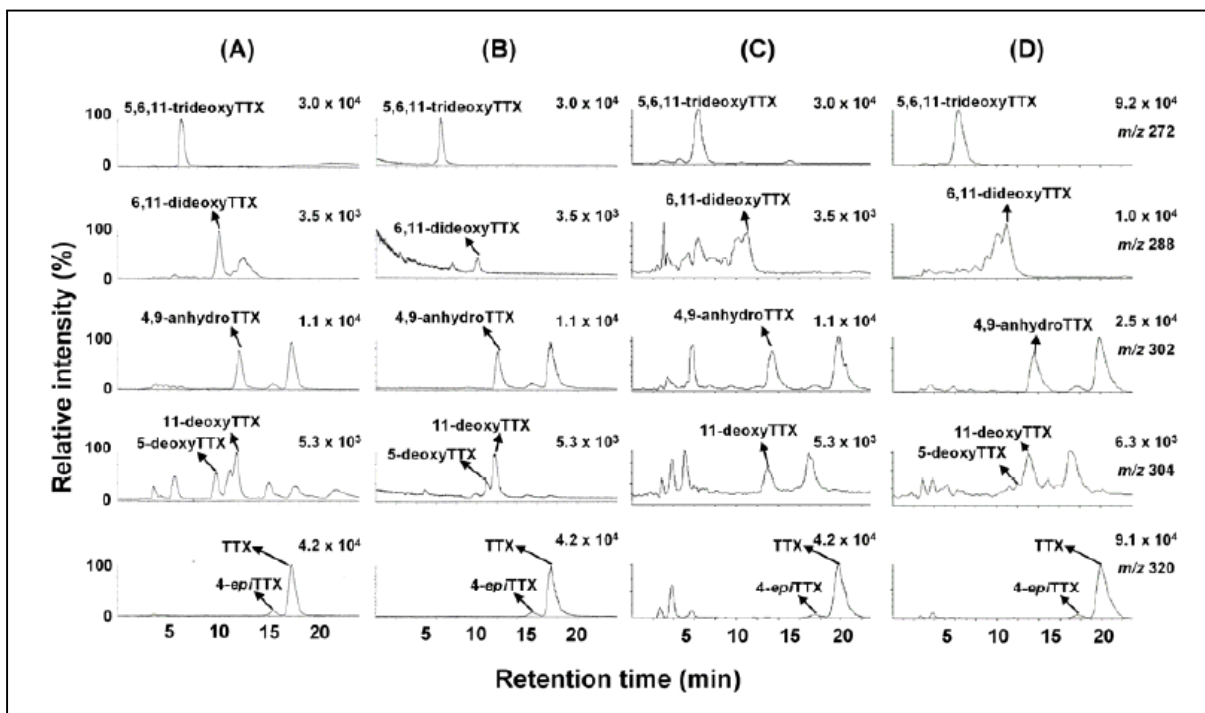 (A) (B) (C) (D)
5,6,11-trideoxyTTX 3.0 x 10⁴ 5,6,11-trideoxyTTX 3.0 x 10⁴ 5,6,11-trideoxyTTX 3.0 x 10⁴ 5,6,11-trideoxyTTX 9.2 x 10⁴
100
m/z 272
0
6,11-dideoxyTTX 3.5 x 10³ 6,11-dideoxyTTX 3.5 x 10³ 6,11-dideoxyTTX 3.5 x 10³ 6,11-dideoxyTTX 1.0 x 10⁴
100
m/z 288
0
4,9-anhydroTTX 1.1 x 10⁴ 4,9-anhydroTTX 1.1 x 10⁴ 4,9-anhydroTTX 1.1 x 10⁴ 4,9-anhydroTTX 2.5 x 10⁴
100
m/z 302
0
11-deoxyTTX 11-deoxyTTX 11-deoxyTTX 11-deoxyTTX
5-deoxyTTX 5.3 x 10³ 5-deoxyTTX 5.3 x 10³ 5.3 x 10³ 5-deoxyTTX 6.3 x 10³
100
m/z 304
0
TTX 4.2 x 10⁴ TTX 4.2 x 10⁴ TTX 4.2 x 10⁴ TTX 9.1 x 10⁴
100
m/z 320
4-epiTTX 4-epiTTX 4-epiTTX 4-epiTTX
0
5 10 15 20 5 10 15 20 5 10 15 20 5 10 15 20
Relative intensity (%)
Retention time (min)